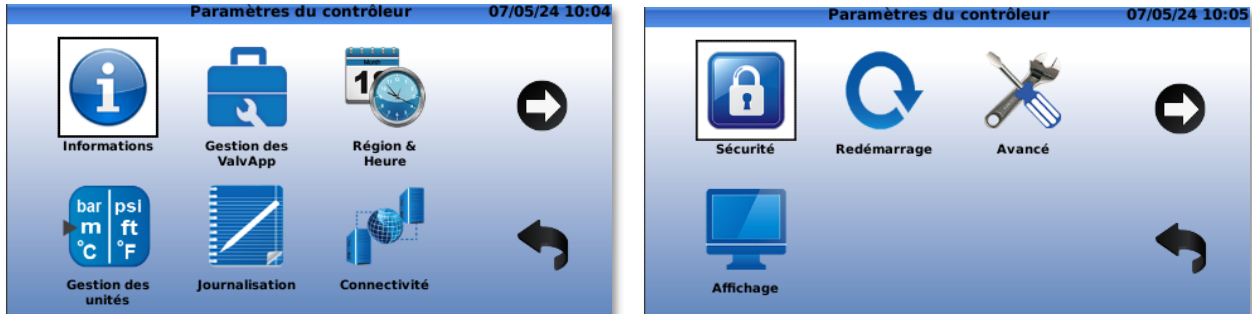 Paramètres du contrôleur 07/05/24 10:04
Informations
Gestion des
ValvApp
Month
Région &
Heure
bar psi
m ft
°C °F
Gestion des
unités
Journalisation
Connectivité
Paramètres du contrôleur 07/05/24 10:05
Sécurité
Redémarrage
Avancé
Affichage